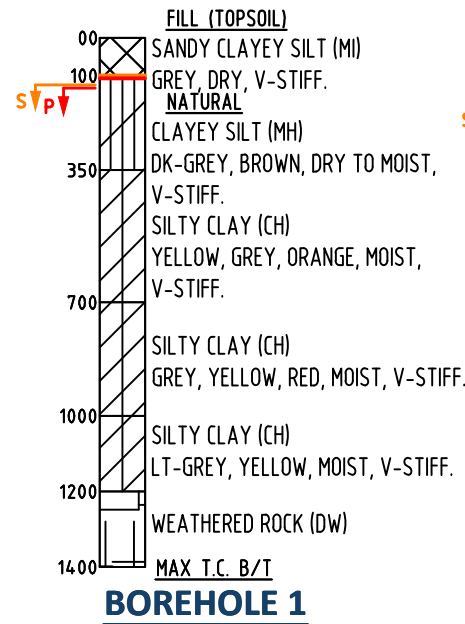 FILL (TOPSOIL)
00
SANDY CLAYEY SILT (MI)
100
GREY, DRY, V-STIFF.
S P
NATURAL
CLAYEY SILT (MH)
350
DK-GREY, BROWN, DRY TO MOIST,
V-STIFF.
SILTY CLAY (CH)
YELLOW, GREY, ORANGE, MOIST,
V-STIFF.
700
SILTY CLAY (CH)
GREY, YELLOW, RED, MOIST, V-STIFF.
1000
SILTY CLAY (CH)
LT-GREY, YELLOW, MOIST, V-STIFF.
1200
WEATHERED ROCK (DW)
1400
MAX T.C. B/T
BOREHOLE 1